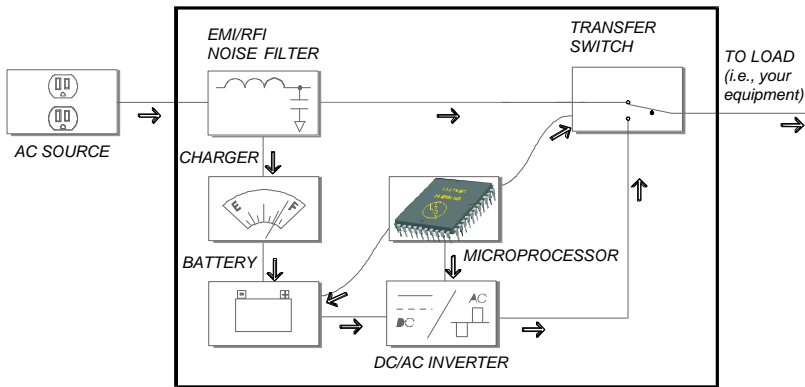 EMI/RFI
NOISE FILTER
TRANSFER
SWITCH
TO LOAD
(i.e., your
equipment)
AC SOURCE
CHARGER
E
F
BATTERY
MICROPROCESSOR
- +
DC
AC
DC/AC INVERTER